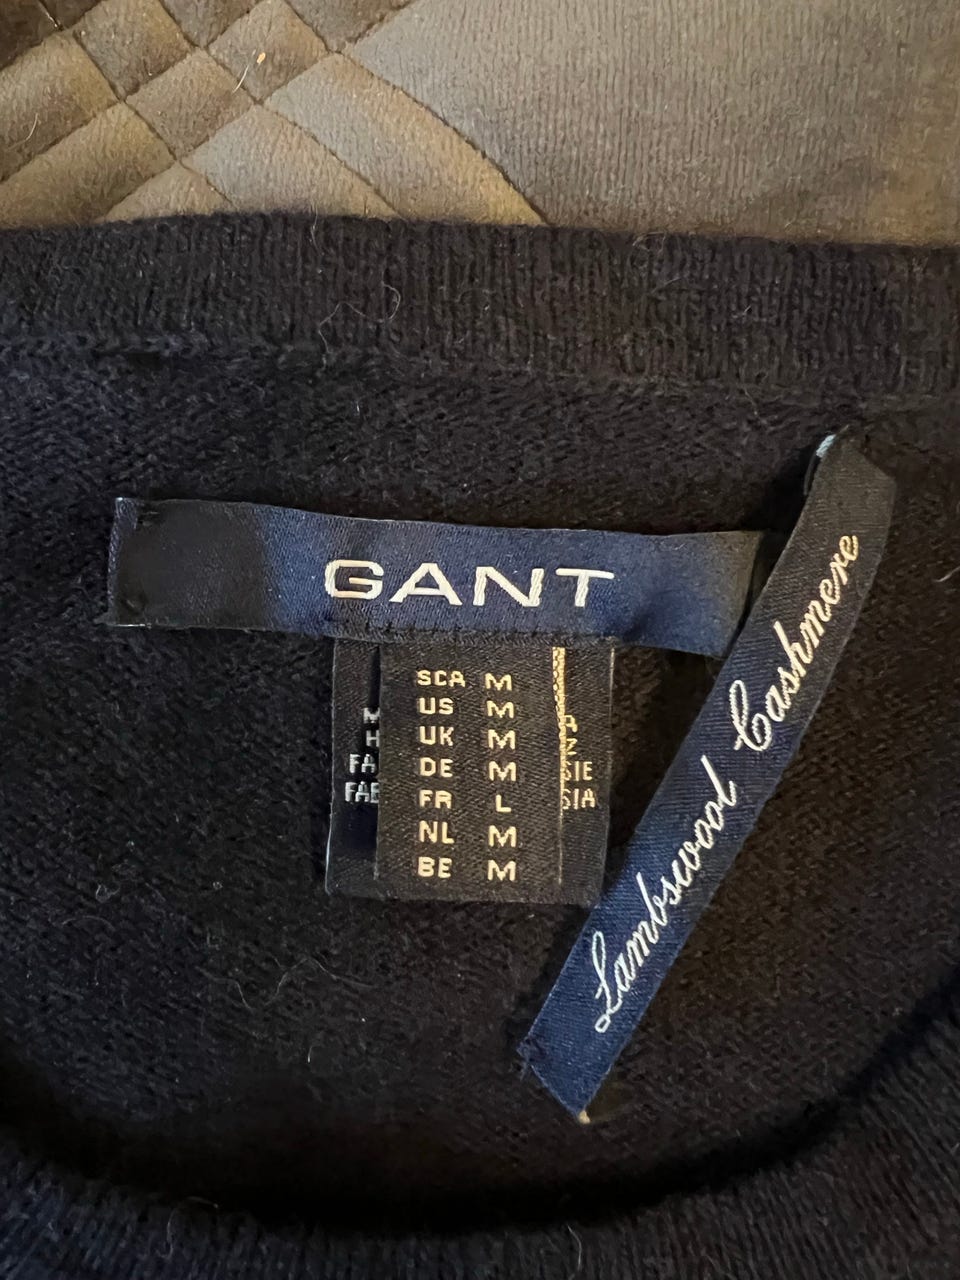 GANT
SCA M
US M
UK M
DE M
FR L
NL M
BE M
Lambswool Cashmere